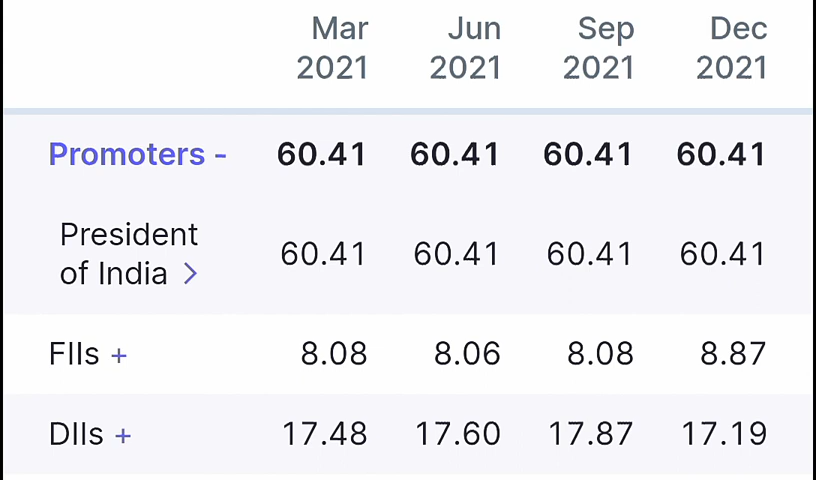 Mar Jun Sep Dec
2021 2021 2021 2021
Promoters - 60.41 60.41 60.41 60.41
President
of India > 60.41 60.41 60.41 60.41
FIIs + 8.08 8.06 8.08 8.87
DIIs + 17.48 17.60 17.87 17.19